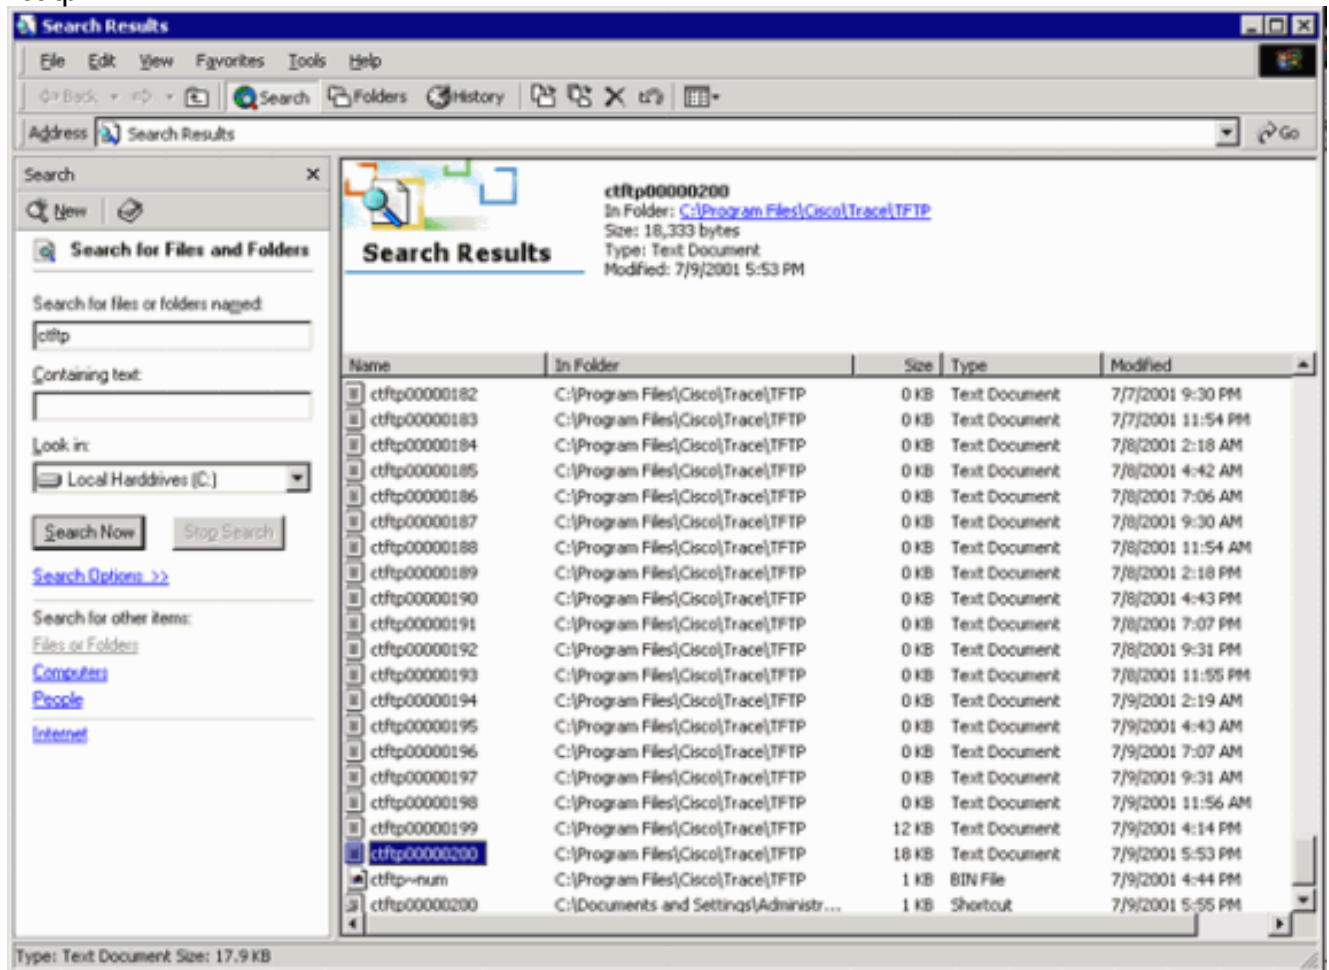 Search Results
File Edit View Favorites Tools Help
Back Search Folders History
Address Search Results Go
Search
New
Search for Files and Folders
Search for files or folders named:
ctftp
Containing text:
Look in:
Local Harddrives (C:)
Search Now Stop Search
Search Options >>
Search for other items:
Files or Folders
Computers
People
Internet
Search Results
ctftp00000200
In Folder: C:\Program Files\Cisco\Trace\TFTP
Size: 18,333 bytes
Type: Text Document
Modified: 7/9/2001 5:53 PM
Name In Folder Size Type Modified
ctftp00000182 C:\Program Files\Cisco\Trace\TFTP 0 KB Text Document 7/7/2001 9:30 PM
ctftp00000183 C:\Program Files\Cisco\Trace\TFTP 0 KB Text Document 7/7/2001 11:54 PM
ctftp00000184 C:\Program Files\Cisco\Trace\TFTP 0 KB Text Document 7/8/2001 2:18 AM
ctftp00000185 C:\Program Files\Cisco\Trace\TFTP 0 KB Text Document 7/8/2001 4:42 AM
ctftp00000186 C:\Program Files\Cisco\Trace\TFTP 0 KB Text Document 7/8/2001 7:06 AM
ctftp00000187 C:\Program Files\Cisco\Trace\TFTP 0 KB Text Document 7/8/2001 9:30 AM
ctftp00000188 C:\Program Files\Cisco\Trace\TFTP 0 KB Text Document 7/8/2001 11:54 AM
ctftp00000189 C:\Program Files\Cisco\Trace\TFTP 0 KB Text Document 7/8/2001 2:18 PM
ctftp00000190 C:\Program Files\Cisco\Trace\TFTP 0 KB Text Document 7/8/2001 4:43 PM
ctftp00000191 C:\Program Files\Cisco\Trace\TFTP 0 KB Text Document 7/8/2001 7:07 PM
ctftp00000192 C:\Program Files\Cisco\Trace\TFTP 0 KB Text Document 7/8/2001 9:31 PM
ctftp00000193 C:\Program Files\Cisco\Trace\TFTP 0 KB Text Document 7/8/2001 11:55 PM
ctftp00000194 C:\Program Files\Cisco\Trace\TFTP 0 KB Text Document 7/9/2001 2:19 AM
ctftp00000195 C:\Program Files\Cisco\Trace\TFTP 0 KB Text Document 7/9/2001 4:43 AM
ctftp00000196 C:\Program Files\Cisco\Trace\TFTP 0 KB Text Document 7/9/2001 7:07 AM
ctftp00000197 C:\Program Files\Cisco\Trace\TFTP 0 KB Text Document 7/9/2001 9:31 AM
ctftp00000198 C:\Program Files\Cisco\Trace\TFTP 0 KB Text Document 7/9/2001 11:56 AM
ctftp00000199 C:\Program Files\Cisco\Trace\TFTP 12 KB Text Document 7/9/2001 4:14 PM
ctftp00000200 C:\Program Files\Cisco\Trace\TFTP 18 KB Text Document 7/9/2001 5:53 PM
ctftp~num C:\Program Files\Cisco\Trace\TFTP 1 KB BIN File 7/9/2001 4:44 PM
ctftp00000200 C:\Documents and Settings\Administr... 1 KB Shortcut 7/9/2001 5:55 PM
Type: Text Document Size: 17.9 KB